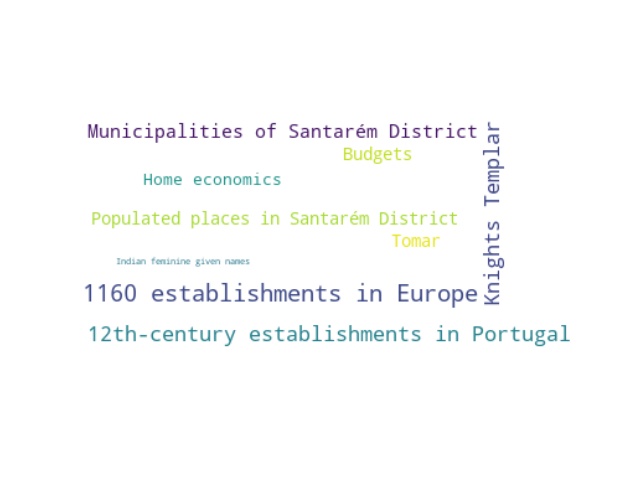 Municipalities of Santarém District
Budgets
Home economics
Populated places in Santarém District
Tomar
Indian feminine given names
1160 establishments in Europe
12th-century establishments in Portugal
Knights Templar